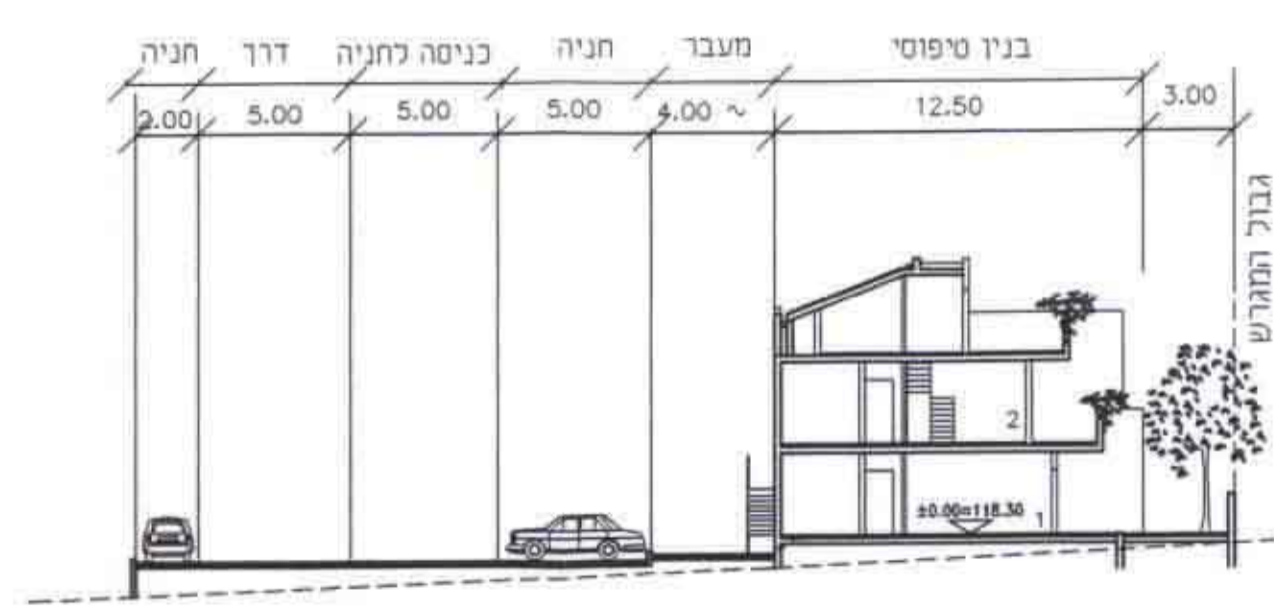 בנין טיפוסי מעבר חניה כניסה לחניה דרך חניה
2.00 5.00 5.00 5.00 4.00 ~ 12.50 3.00
גבול המגרש
2
±0.00=118.30 1